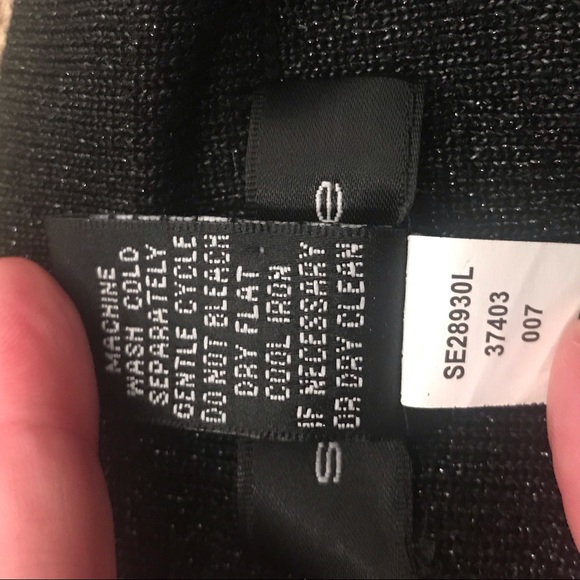 MACHINE
WASH COLD
SEPARATELY
GENTLE CYCLE
DO NOT BLEACH
DRY FLAT
COOL IRON
IF NECESSARY
OR DRY CLEAN
SE28930L
37403
007
s
e